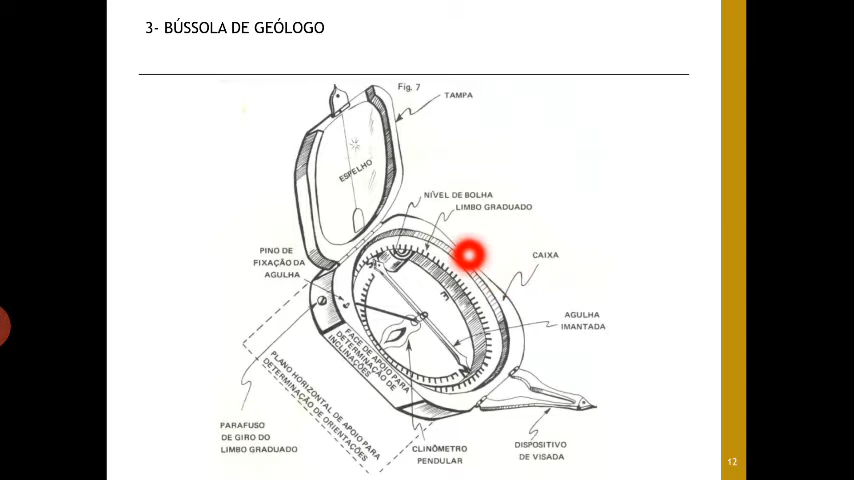 3- BÚSSOLA DE GEÓLOGO
Fig. 7
TAMPA
ESPELHO
NÍVEL DE BOLHA
LIMBO GRADUADO
PINO DE
FIXAÇÃO DA
AGULHA
CAIXA
E
AGULHA
IMANTADA
N
FACE DE APOIO PARA
DETERMINAÇÃO DE
INCLINAÇÕES
PLANO HORIZONTAL DE APOIO PARA
DETERMINAÇÃO DE ORIENTAÇÕES
PARAFUSO
DE GIRO DO
LIMBO GRADUADO
CLINÔMETRO
PENDULAR
DISPOSITIVO
DE VISADA
12